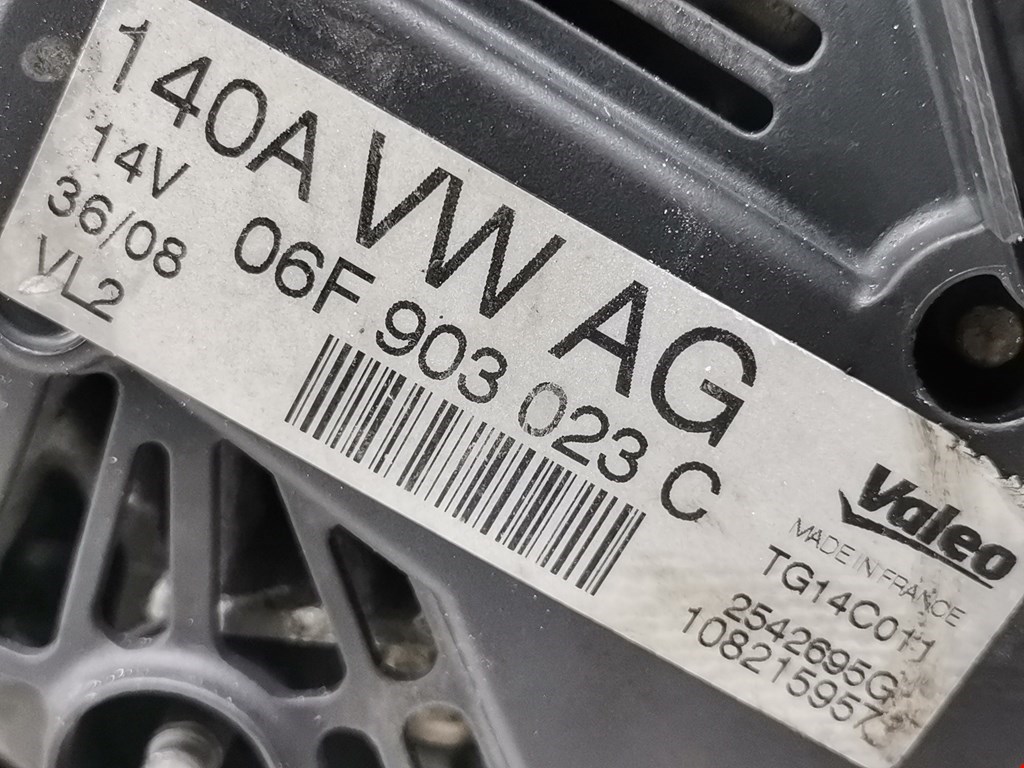 140A VW AG
14V 06F 903 023 C
36/08
VL2
Valeo
MADE IN FRANCE
TG14C011
2542695G
108215957